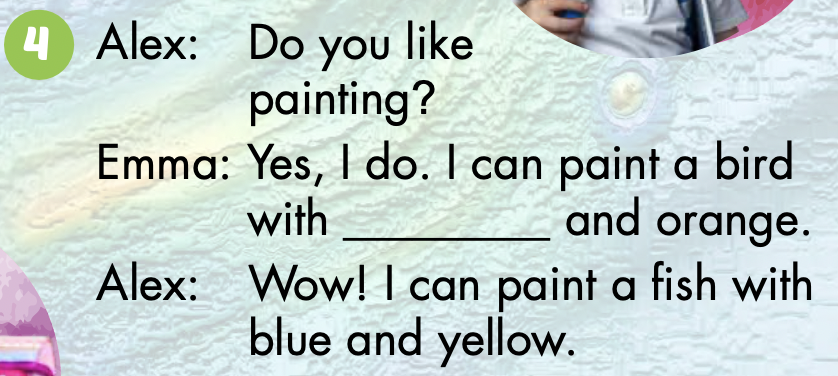 4 Alex: Do you like
painting?
Emma: Yes, I do. I can paint a bird
with _________ and orange.
Alex: Wow! I can paint a fish with
blue and yellow.